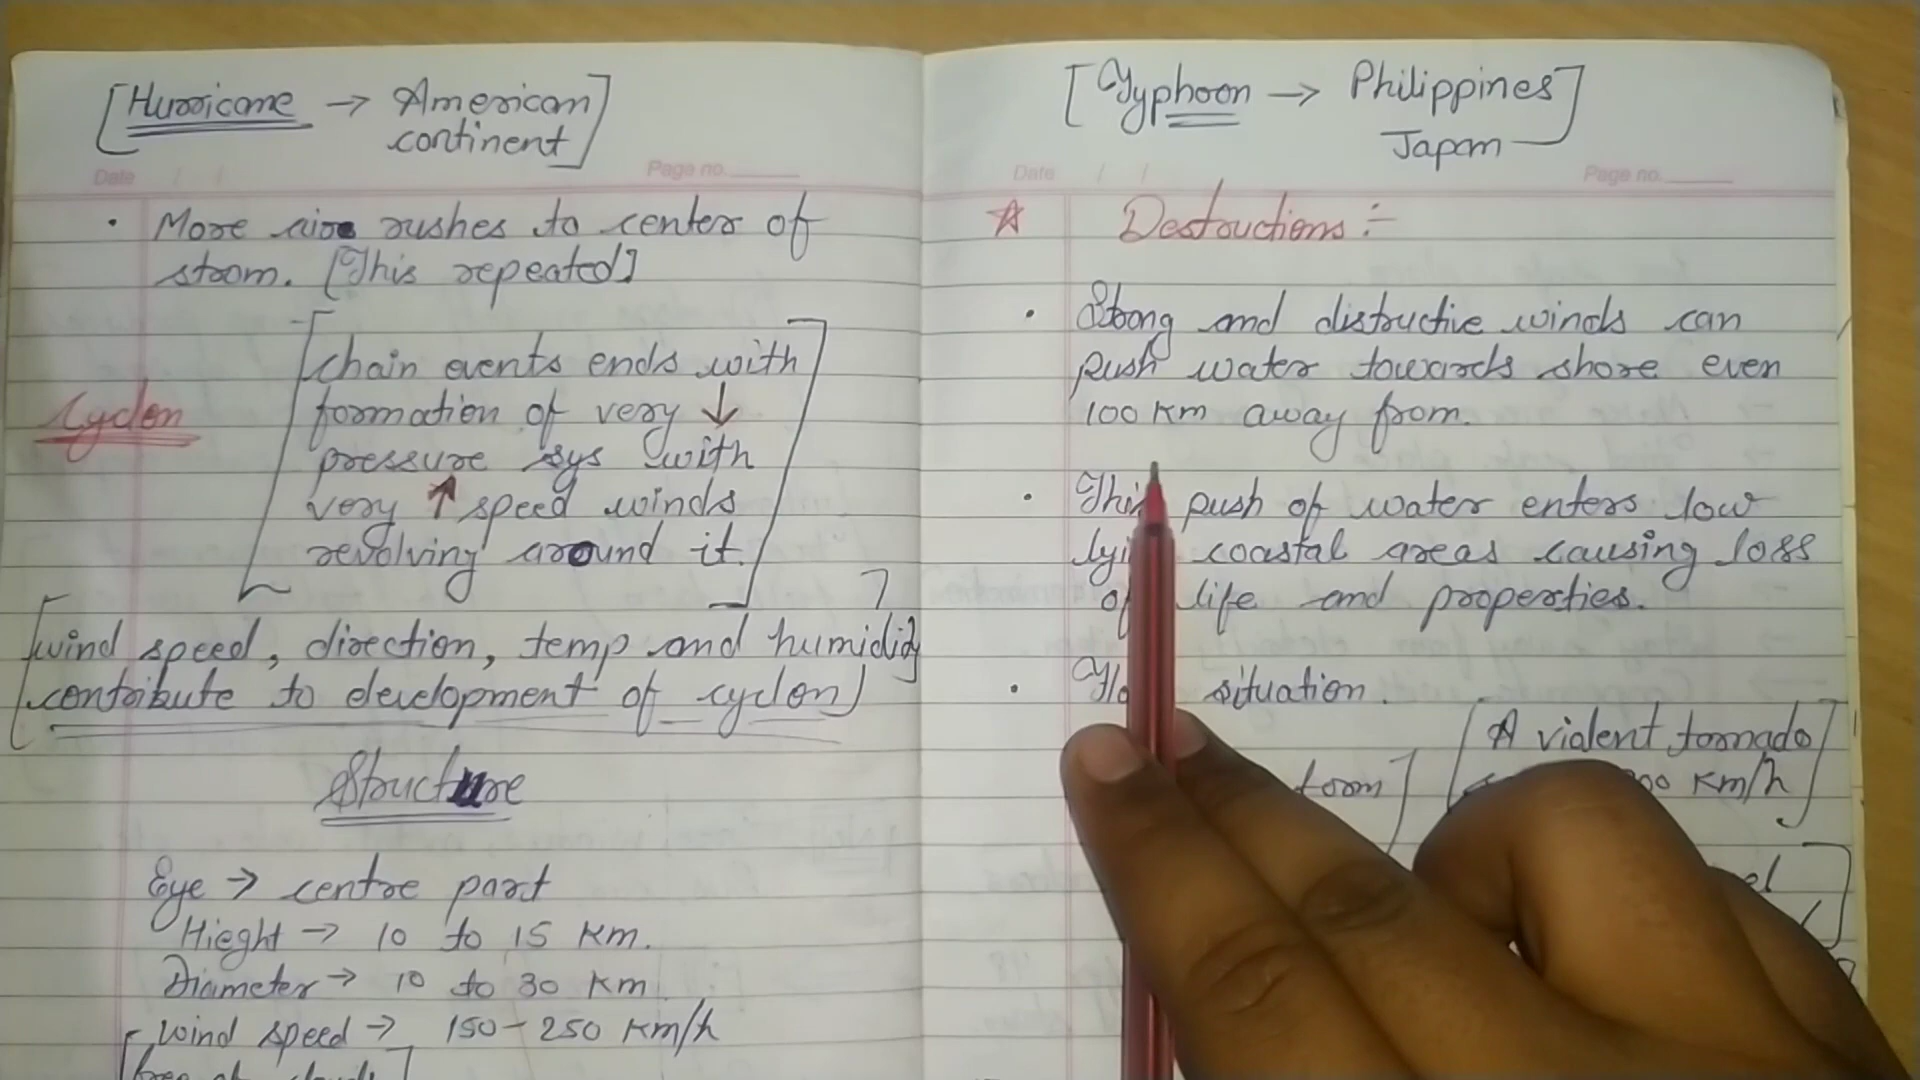 [Hurricane → American
continent]
Date / / Page no.
• More aire rushes to center of
storm. [This repeated]
[chain events ends with
formation of very ↓
pressure sys with
very ↑ speed winds
revolving around it.]
Cyclon
[wind speed, direction, temp and humidity
contribute to development of cyclon]
Structure
Eye → centre part
Hieght → 10 to 15 Km.
Diameter → 10 to 30 Km
[wind speed → 150-250 Km/h
[Typhoon → Philippines]
Japan
Date / / Page no.
☆ Destructions :-
• Strong and distructive winds can
push water towards shore even
100 Km away from.
• This push of water enters low
lying coastal areas causing loss
of life and properties.
• situation.
[A violent tornado
Km/h]